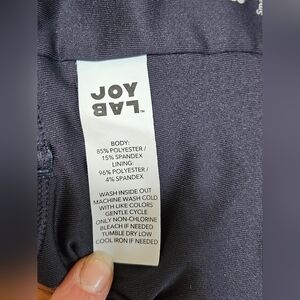 JOY
LAB™
BODY:
85% POLYESTER /
15% SPANDEX
LINING:
96% POLYESTER /
4% SPANDEX
WASH INSIDE OUT
MACHINE WASH COLD
WITH LIKE COLORS
GENTLE CYCLE
ONLY NON-CHLORINE
BLEACH IF NEEDED
TUMBLE DRY LOW
COOL IRON IF NEEDED